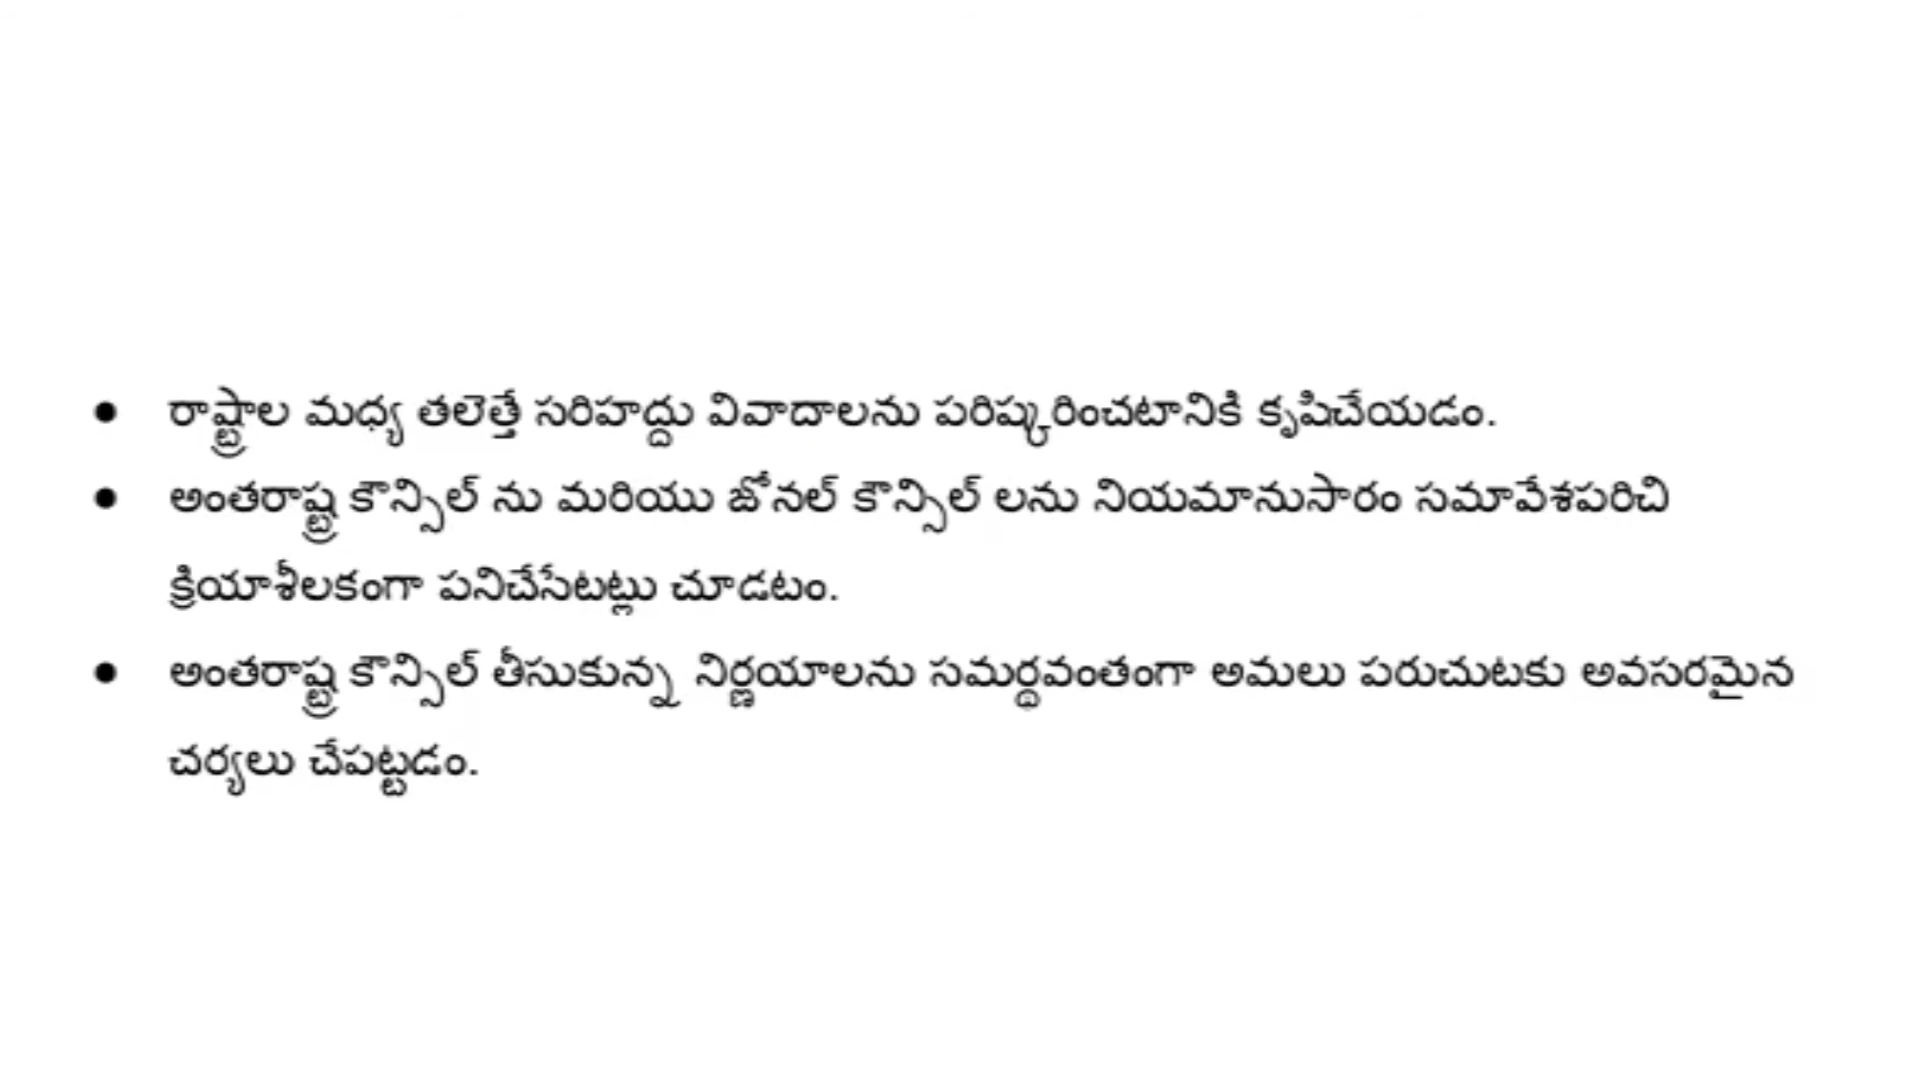 ● రాష్ట్రాల మధ్య తలెత్తే సరిహద్దు వివాదాలను పరిష్కరించటానికి కృషిచేయడం.
● అంతరాష్ట్ర కౌన్సిల్ ను మరియు జోనల్ కౌన్సిల్ లను నియమానుసారం సమావేశపరిచి
క్రియాశీలకంగా పనిచేసేటట్లు చూడటం.
● అంతరాష్ట్ర కౌన్సిల్ తీసుకున్న నిర్ణయాలను సమర్థవంతంగా అమలు పరుచుటకు అవసరమైన
చర్యలు చేపట్టడం.